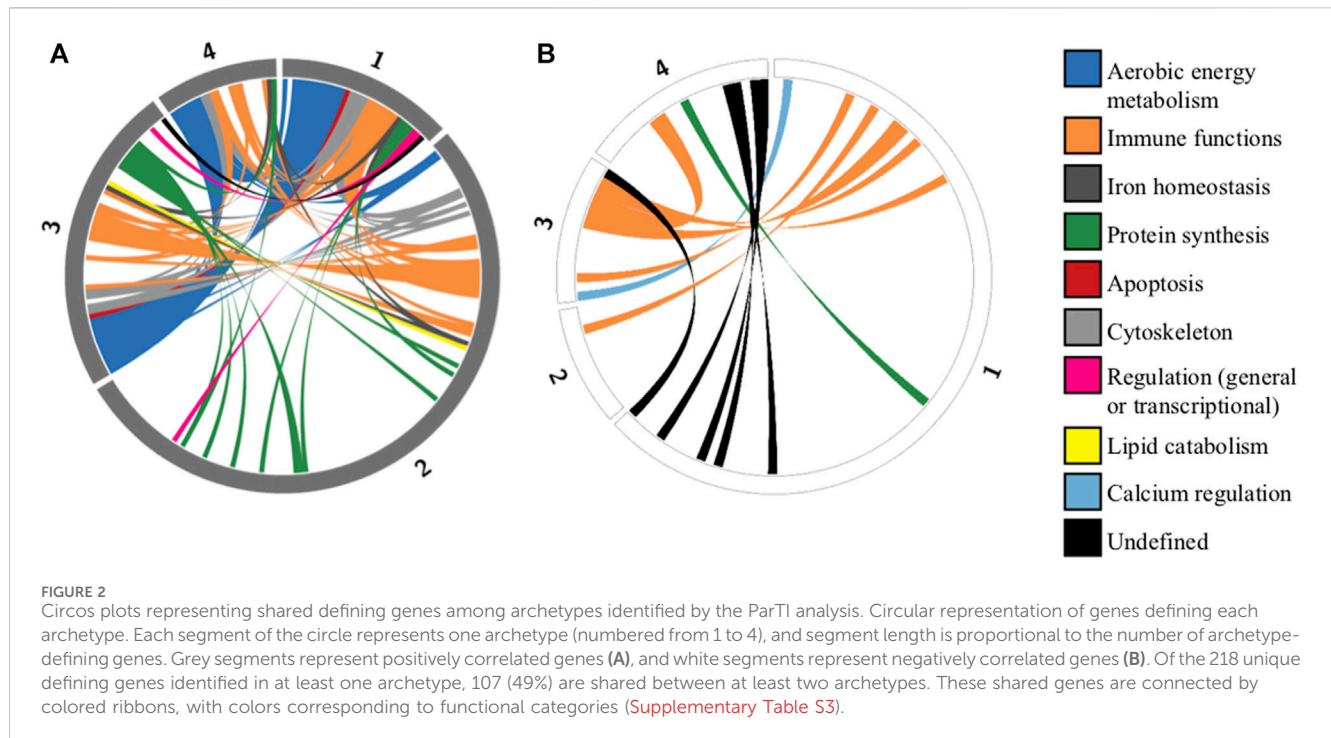 A
4
1
3
2
B
4
3
2
1
Aerobic energy
metabolism
Immune functions
Iron homeostasis
Protein synthesis
Apoptosis
Cytoskeleton
Regulation (general
or transcriptional)
Lipid catabolism
Calcium regulation
Undefined
FIGURE 2
Circos plots representing shared defining genes among archetypes identified by the ParTI analysis. Circular representation of genes defining each
archetype. Each segment of the circle represents one archetype (numbered from 1 to 4), and segment length is proportional to the number of archetype-
defining genes. Grey segments represent positively correlated genes (A), and white segments represent negatively correlated genes (B). Of the 218 unique
defining genes identified in at least one archetype, 107 (49%) are shared between at least two archetypes. These shared genes are connected by
colored ribbons, with colors corresponding to functional categories (Supplementary Table S3).